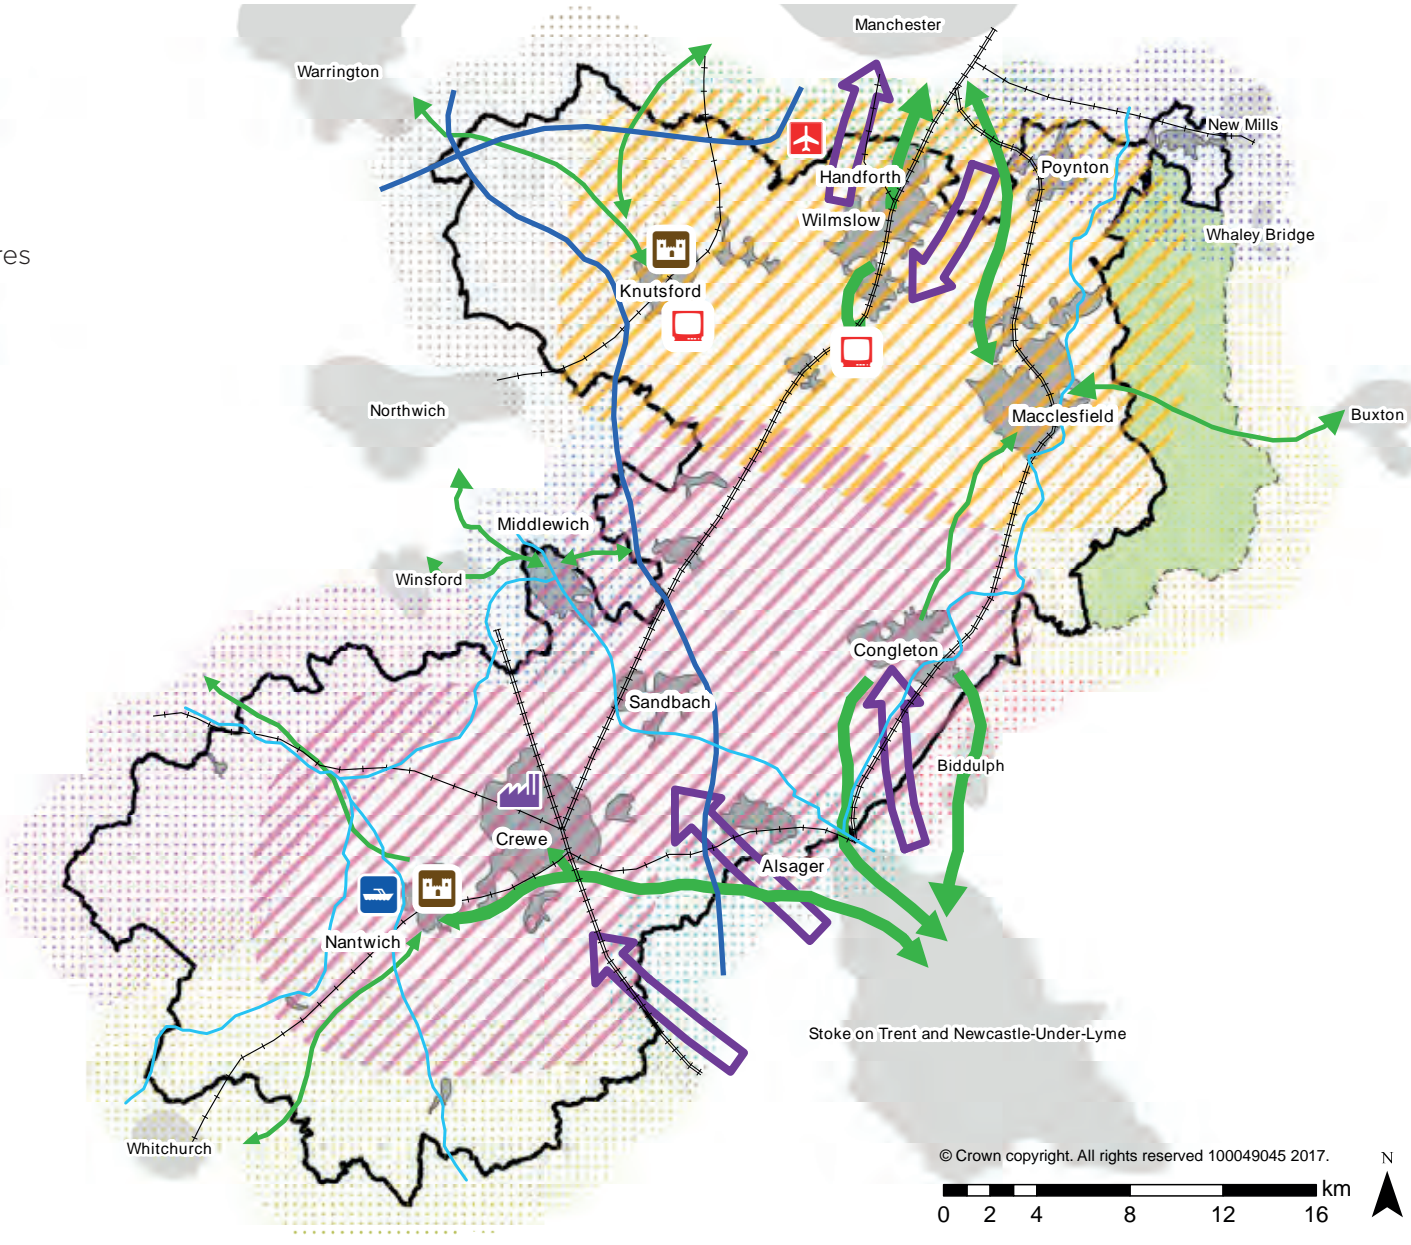 Manchester
Warrington
New Mills
Poynton
Handforth
Wilmslow
Whaley Bridge
res
Knutsford
Northwich
Macclesfield
Buxton
Middlewich
Winsford
Congleton
Sandbach
Biddulph
Crewe
Alsager
Nantwich
Stoke on Trent and Newcastle-Under-Lyme
Whitchurch
© Crown copyright. All rights reserved 100049045 2017.
N
km
0 2 4 8 12 16